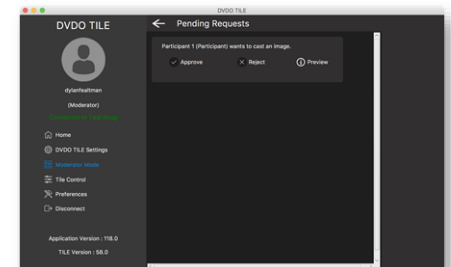 DVDO TILE
DVDO TILE
Pending Requests
Participant 1 (Participant) wants to cast an image.
Approve
Reject
Preview
dylanfealtman
(Moderator)
Home
DVDO TILE Settings
Moderator Mode
Tile Control
Preferences
Disconnect
Application Version : 118.0
TILE Version : 58.0